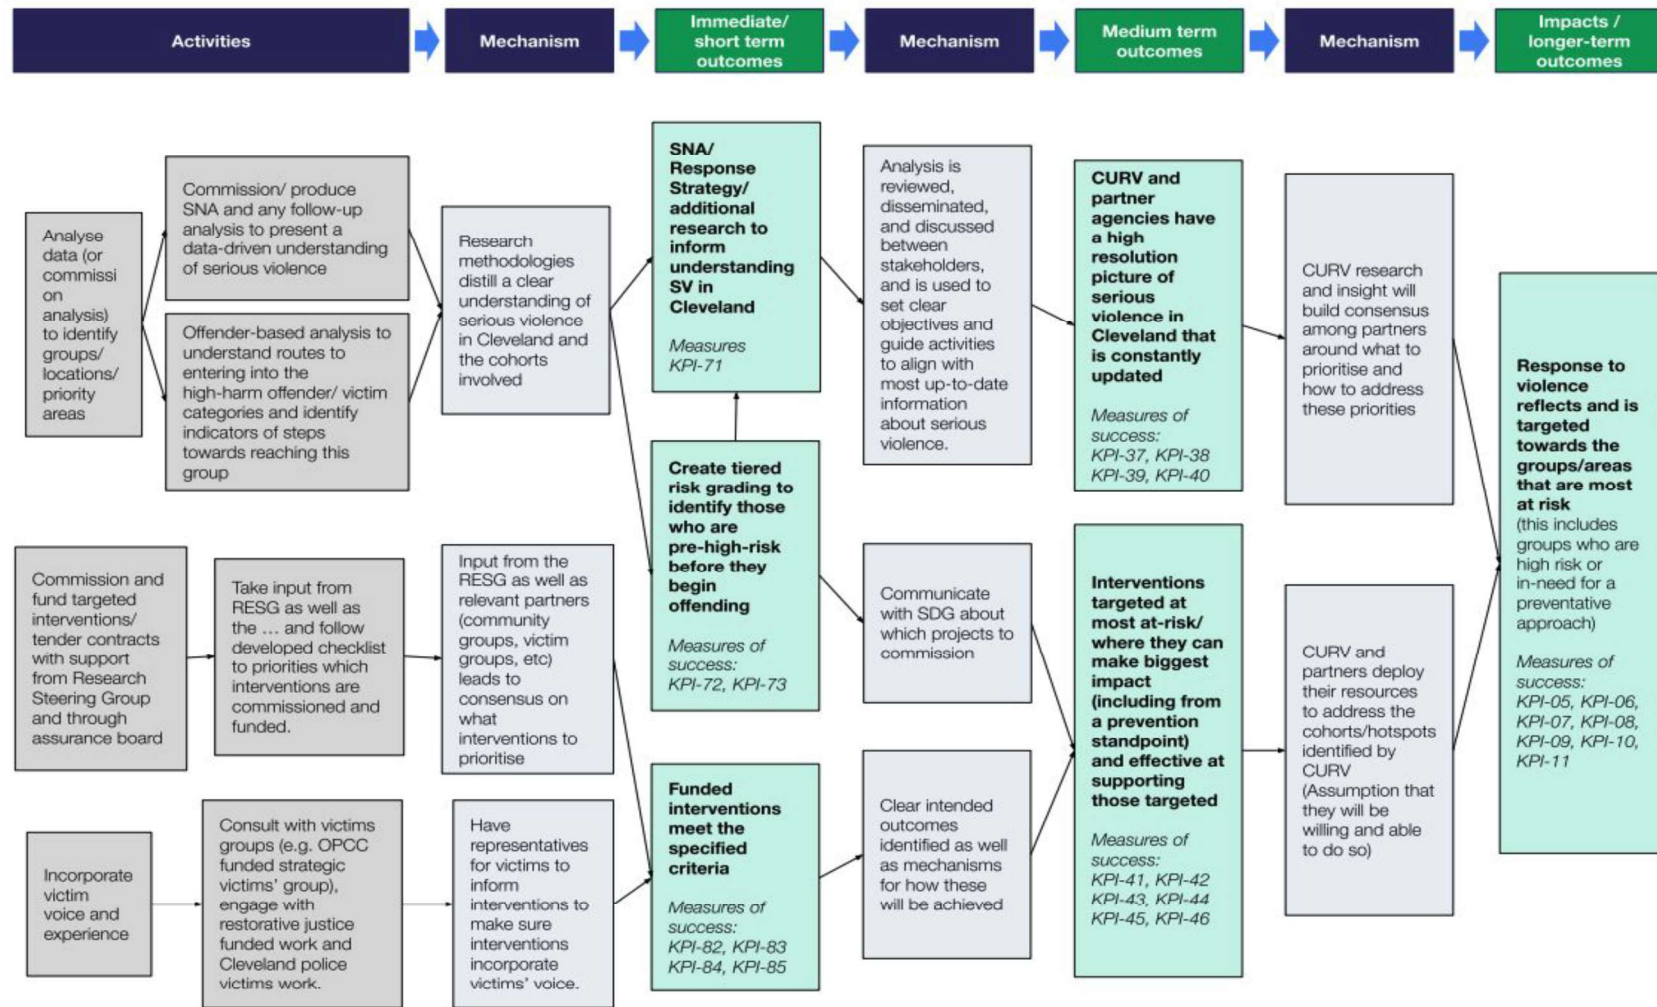 Activities
Mechanism
Immediate/
short term
outcomes
Mechanism
Medium term
outcomes
Mechanism
Impacts /
longer-term
outcomes
Analyse
data (or
commissi
on
analysis)
to identify
groups/
locations/
priority
areas
Commission/ produce
SNA and any follow-up
analysis to present a
data-driven understanding
of serious violence
Offender-based analysis to
understand routes to
entering into the
high-harm offender/ victim
categories and identify
indicators of steps
towards reaching this
group
Research
methodologies
distill a clear
understanding of
serious violence
in Cleveland and
the cohorts
involved
SNA/
Response
Strategy/
additional
research to
inform
understanding
SV in
Cleveland
Measures
KPI-71
Analysis is
reviewed,
disseminated,
and discussed
between
stakeholders,
and is used to
set clear
objectives and
guide activities
to align with
most up-to-date
information
about serious
violence.
CURV and
partner
agencies have
a high
resolution
picture of
serious
violence in
Cleveland that
is constantly
updated
Measures of
success:
KPI-37, KPI-38
KPI-39, KPI-40
CURV research
and insight will
build consensus
among partners
around what to
prioritise and
how to address
these priorities
Response to
violence
reflects and is
targeted
towards the
groups/areas
that are most
at risk
(this includes
groups who are
high risk or
in-need for a
preventative
approach)
Measures of
success:
KPI-05, KPI-06,
KPI-07, KPI-08,
KPI-09, KPI-10,
KPI-11
Create tiered
risk grading to
identify those
who are
pre-high-risk
before they
begin
offending
Measures of
success:
KPI-72, KPI-73
Commission and
fund targeted
interventions/
tender contracts
with support
from Research
Steering Group
and through
assurance board
Take input from
RESG as well as
the ... and follow
developed checklist
to priorities which
interventions are
commissioned and
funded.
Input from the
RESG as well as
relevant partners
(community
groups, victim
groups, etc)
leads to
consensus on
what
interventions to
prioritise
Communicate
with SDG about
which projects to
commission
Interventions
targeted at
most at-risk/
where they can
make biggest
impact
(including from
a prevention
standpoint)
and effective at
supporting
those targeted
Measures of
success:
KPI-41, KPI-42
KPI-43, KPI-44
KPI-45, KPI-46
CURV and
partners deploy
their resources
to address the
cohorts/hotspots
identified by
CURV
(Assumption that
they will be
willing and able
to do so)
Incorporate
victim
voice and
experience
Consult with victims
groups (e.g. OPCC
funded strategic
victims' group),
engage with
restorative justice
funded work and
Cleveland police
victims work.
Have
representatives
for victims to
inform
interventions to
make sure
interventions
incorporate
victims' voice.
Funded
interventions
meet the
specified
criteria
Measures of
success:
KPI-82, KPI-83
KPI-84, KPI-85
Clear intended
outcomes
identified as well
as mechanisms
for how these
will be achieved